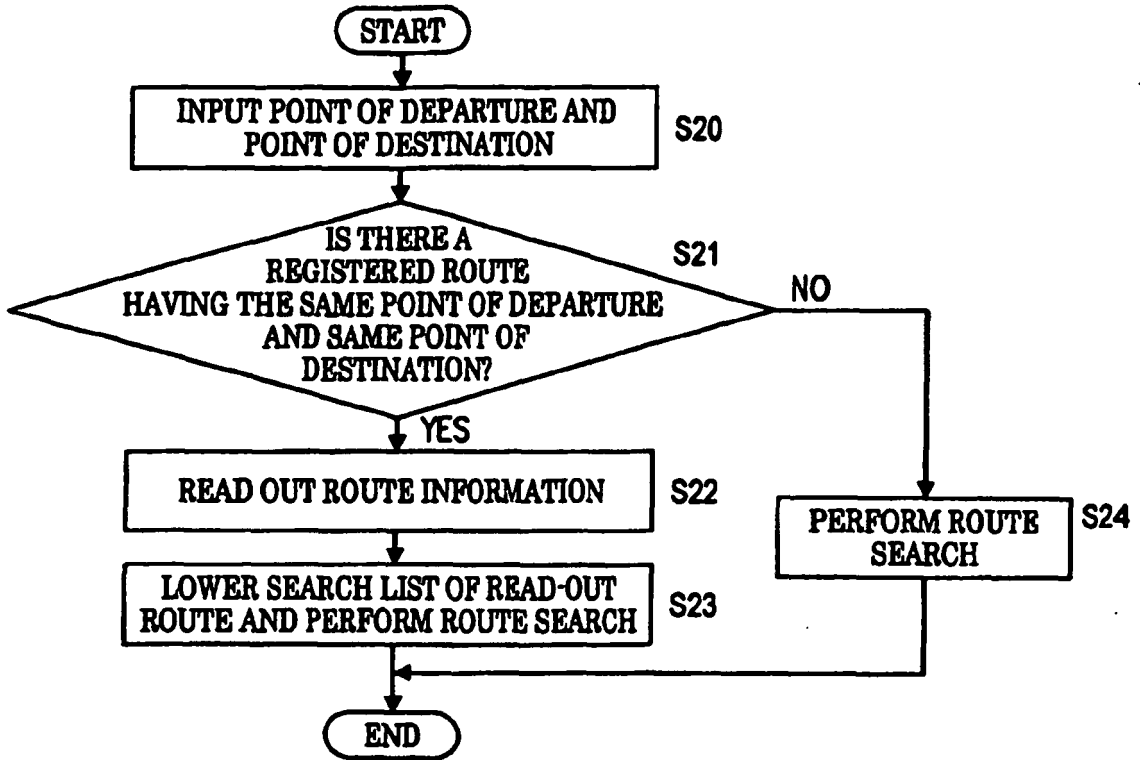 START
INPUT POINT OF DEPARTURE AND
POINT OF DESTINATION
S20
IS THERE A
REGISTERED ROUTE
HAVING THE SAME POINT OF DEPARTURE
AND SAME POINT OF
DESTINATION?
S21
NO
YES
READ OUT ROUTE INFORMATION
S22
PERFORM ROUTE
SEARCH
S24
LOWER SEARCH LIST OF READ-OUT
ROUTE AND PERFORM ROUTE SEARCH
S23
END